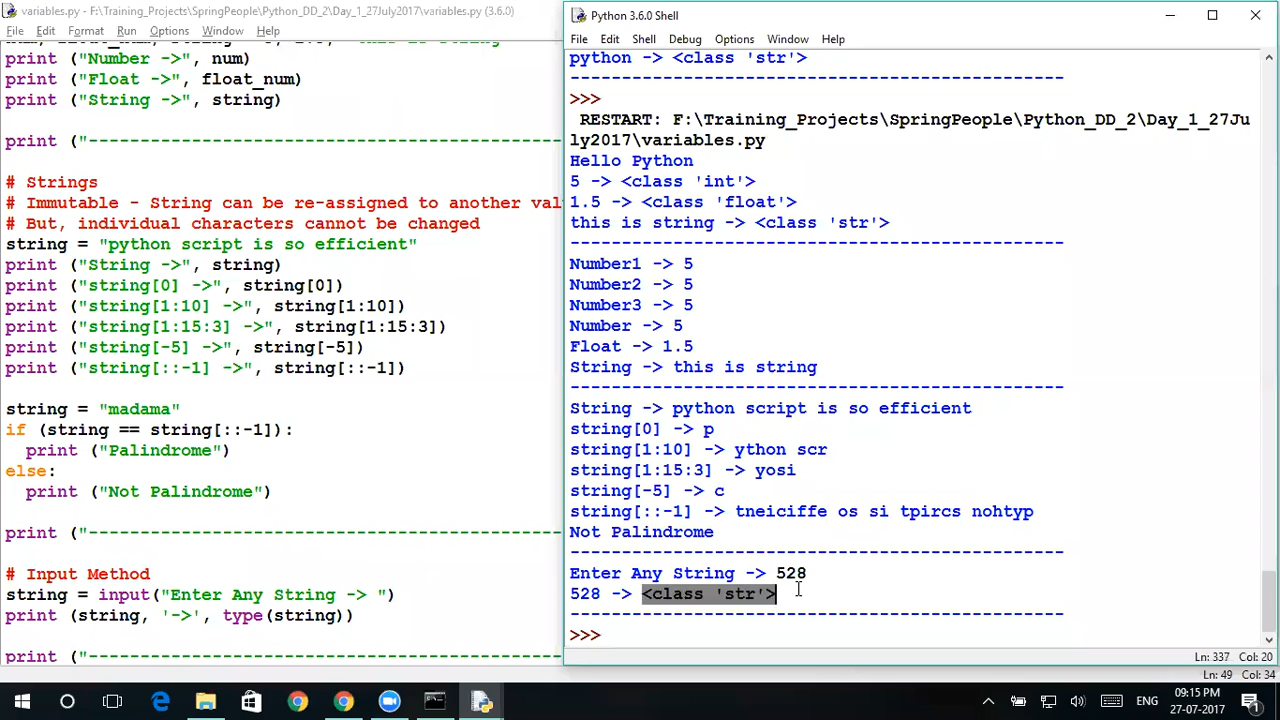 variables.py - F:\Training_Projects\SpringPeople\Python_DD_2\Day_1_27July2017\variables.py (3.6.0)
File Edit Format Run Options Window Help
print ("Number ->", num)
print ("Float ->", float_num)
print ("String ->", string)
print ("----------------------------------------------
# Strings
# Immutable - String can be re-assigned to another val
# But, individual characters cannot be changed
string = "python script is so efficient"
print ("String ->", string)
print ("string[0] ->", string[0])
print ("string[1:10] ->", string[1:10])
print ("string[1:15:3] ->", string[1:15:3])
print ("string[-5] ->", string[-5])
print ("string[::-1] ->", string[::-1])
string = "madama"
if (string == string[::-1]):
  print ("Palindrome")
else:
  print ("Not Palindrome")
print ("----------------------------------------------
# Input Method
string = input("Enter Any String -> ")
print (string, '->', type(string))
print ("----------------------------------------------
Ln: 49 Col: 34
Python 3.6.0 Shell
File Edit Shell Debug Options Window Help
python -> <class 'str'>
------------------------------------------------
>>>
 RESTART: F:\Training_Projects\SpringPeople\Python_DD_2\Day_1_27Ju
ly2017\variables.py
Hello Python
5 -> <class 'int'>
1.5 -> <class 'float'>
this is string -> <class 'str'>
------------------------------------------------
Number1 -> 5
Number2 -> 5
Number3 -> 5
Number -> 5
Float -> 1.5
String -> this is string
------------------------------------------------
String -> python script is so efficient
string[0] -> p
string[1:10] -> ython scr
string[1:15:3] -> yosi
string[-5] -> c
string[::-1] -> tneiciffe os si tpircs nohtyp
Not Palindrome
------------------------------------------------
Enter Any String -> 528
528 -> <class 'str'>
------------------------------------------------
>>>
Ln: 337 Col: 20
ENG
09:15 PM
27-07-2017
1